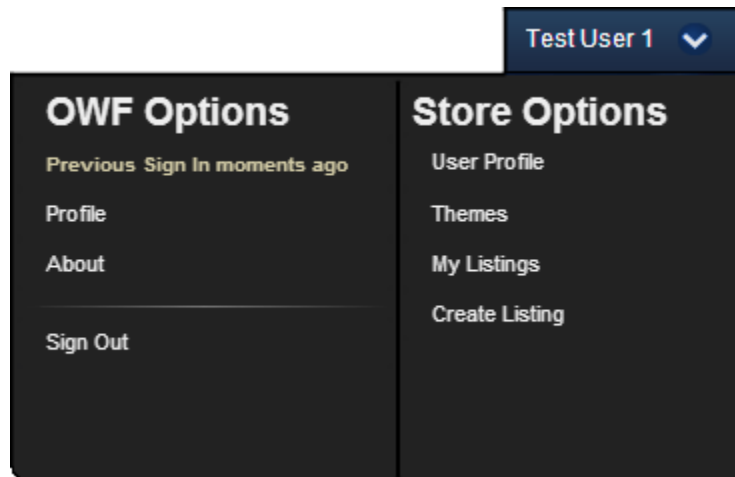 Test User 1
OWF Options
Previous Sign In moments ago
Profile
About
Sign Out
Store Options
User Profile
Themes
My Listings
Create Listing